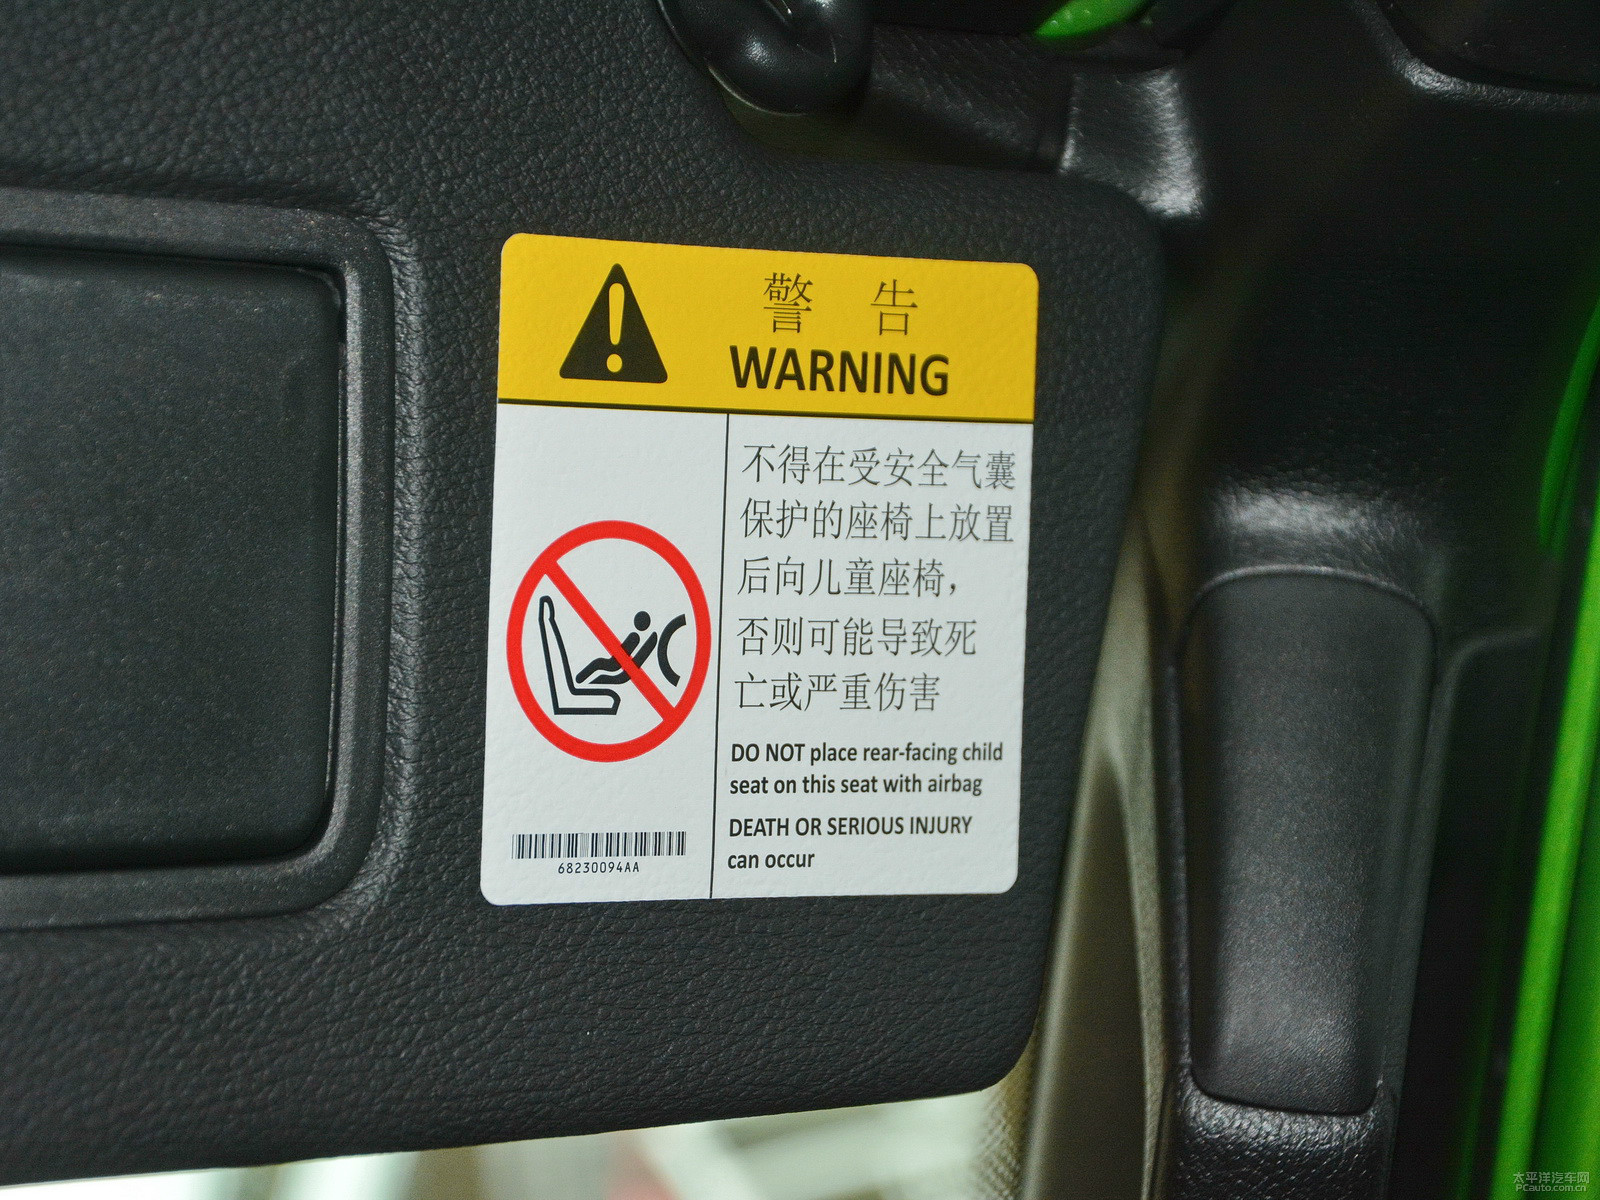 警 告
WARNING
不得在受安全气囊
保护的座椅上放置
后向儿童座椅，
否则可能导致死
亡或严重伤害
DO NOT place rear-facing child
seat on this seat with airbag
DEATH OR SERIOUS INJURY
can occur
68230094AA
太平洋汽车网
PCauto.com.cn